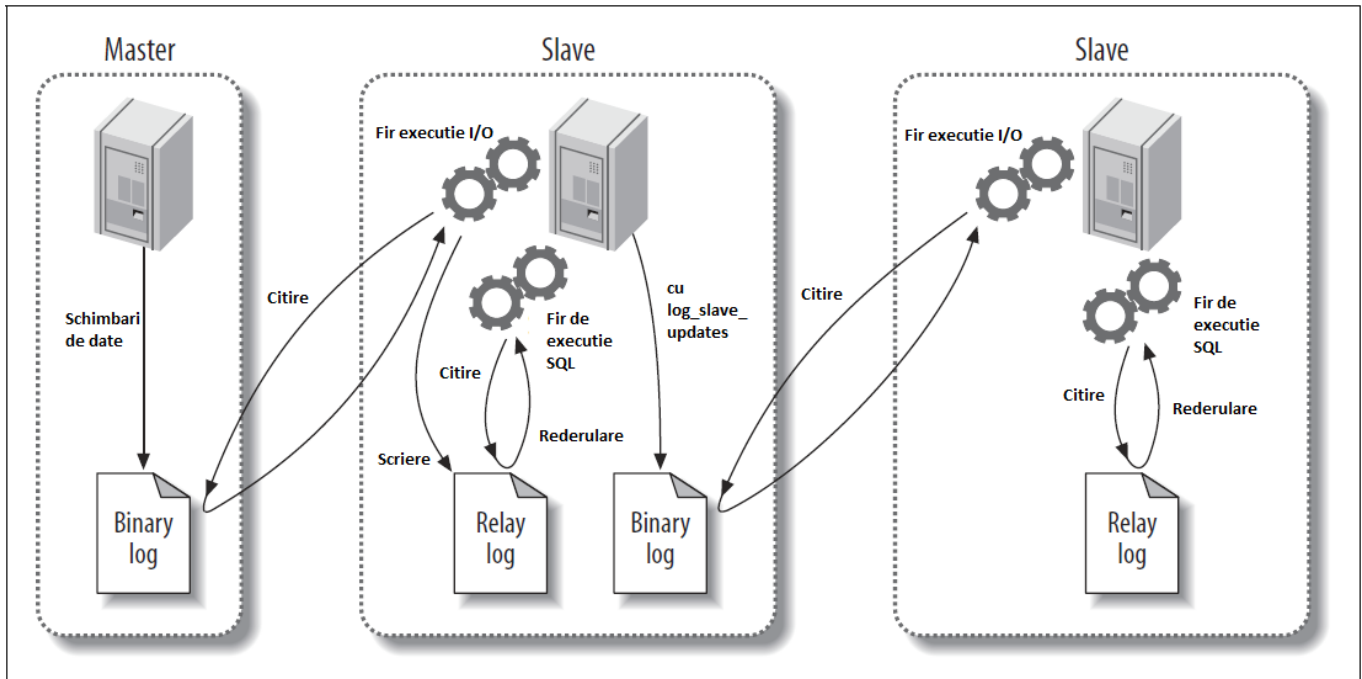 Master
Schimbari
de date
Binary
log
Citire
Slave
Fir executie I/O
Fir de
executie
SQL
Citire
Rederulare
Scriere
Relay
log
cu
log_slave_
updates
Binary
log
Citire
Slave
Fir executie I/O
Fir de
executie
SQL
Citire
Rederulare
Relay
log